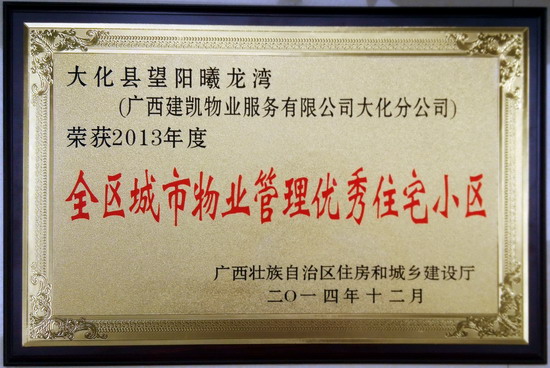 大化县望阳曦龙湾
(广西建凯物业服务有限公司大化分公司)
荣获2013年度
全区城市物业管理优秀住宅小区
广西壮族自治区住房和城乡建设厅
二〇一四年十二月